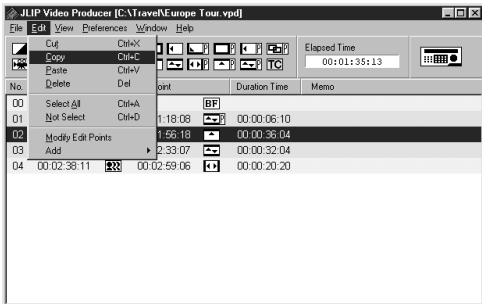 JLIP Video Producer [C:\Travel\Europe Tour.vpd]
File Edit View Preferences Window Help
Cut Ctrl+X
Copy Ctrl+C
Paste Ctrl+V
Delete Del
Select All Ctrl+A
Not Select Ctrl+D
Modify Edit Points
Add
P P P P
P P TC
Elapsed Time
00:01:35:13
No. oint Duration Time Memo
00 BF
01 1:18:08 P 00:00:06:10
02 1:56:18 00:00:36:04
03 2:33:07 00:00:32:04
04 00:02:38:11 00:02:59:06 00:00:20:20